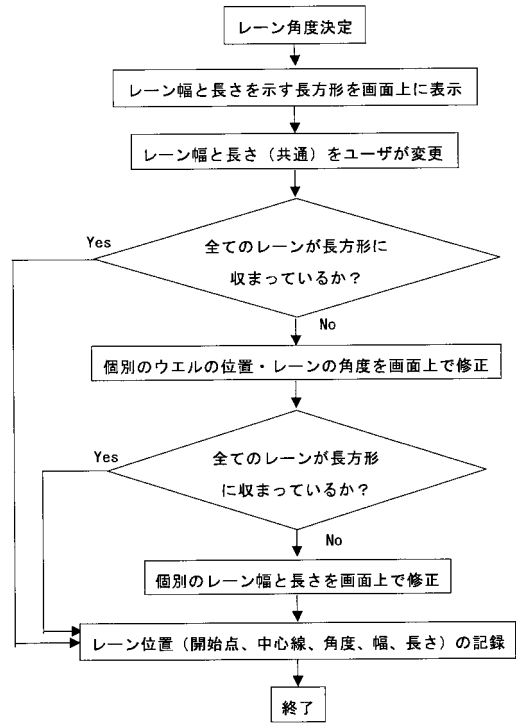 レーン角度決定
レーン幅と長さを示す長方形を画面上に表示
レーン幅と長さ（共通）をユーザが変更
Yes
全てのレーンが長方形に
収まっているか？
No
個別のウエルの位置・レーンの角度を画面上で修正
Yes
全てのレーンが長方形
に収まっているか？
No
個別のレーン幅と長さを画面上で修正
レーン位置（開始点、中心線、角度、幅、長さ）の記録
終了